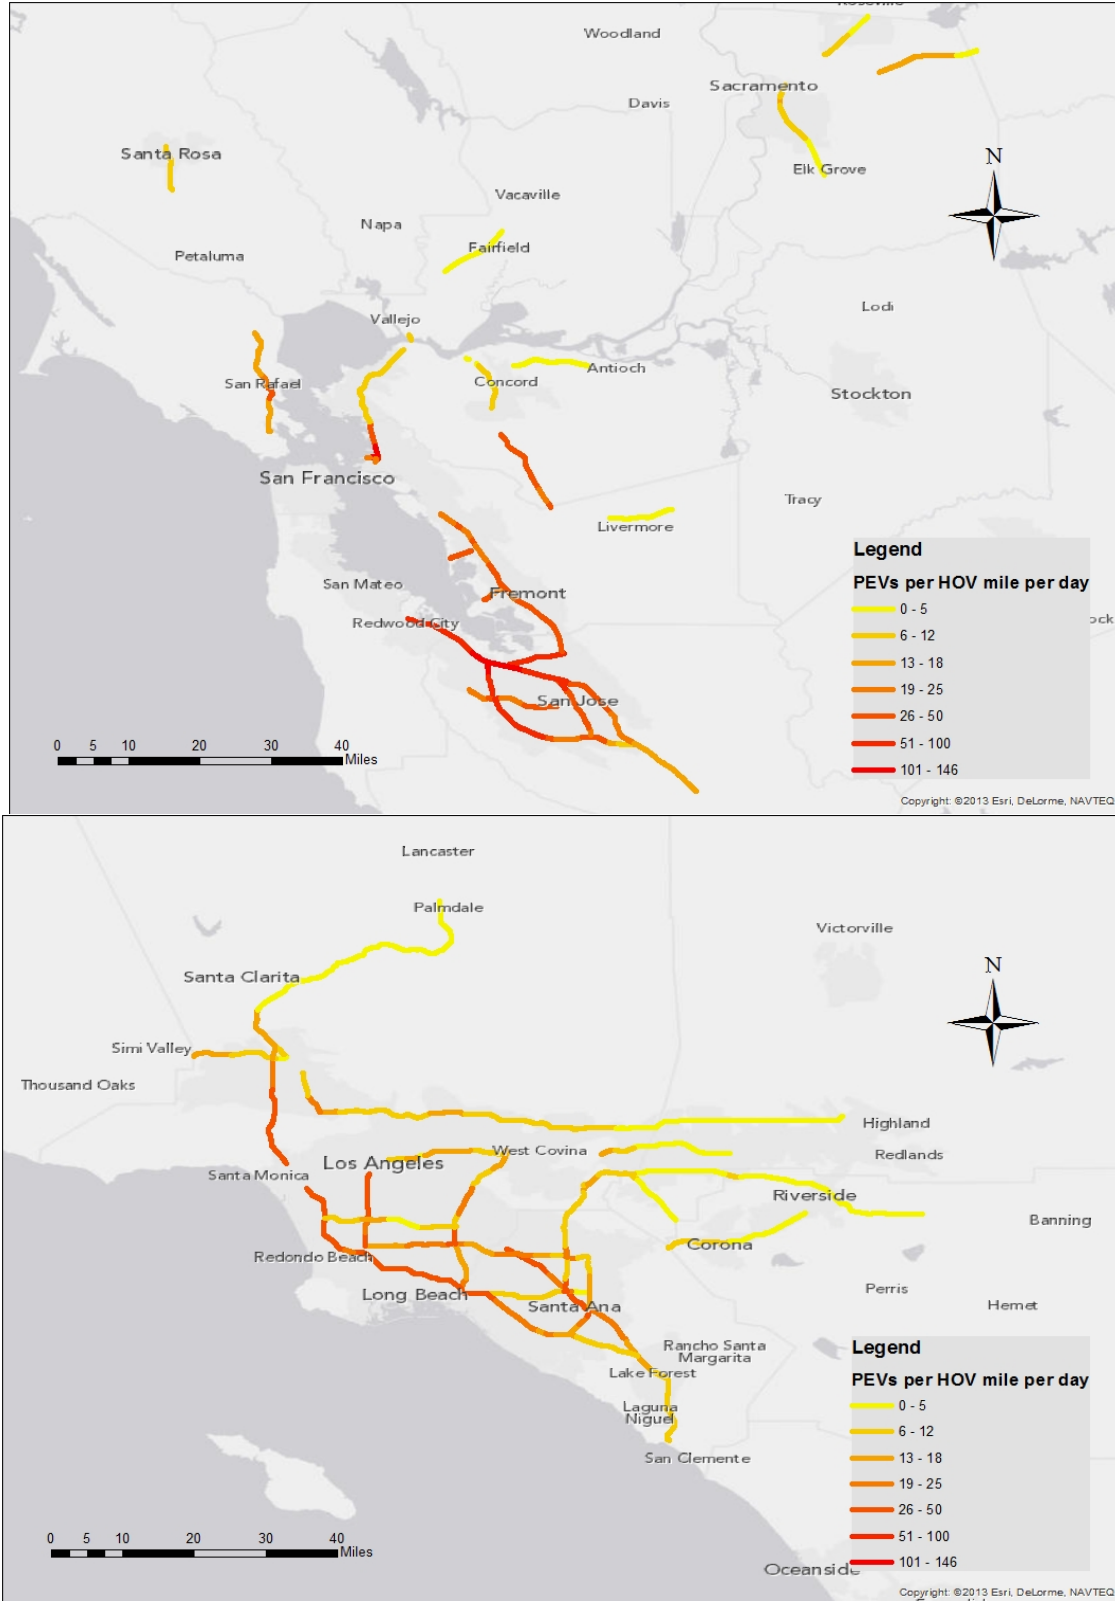 Roseville
Woodland
Sacramento
Davis
Santa Rosa
N
Elk Grove
Vacaville
Napa
Fairfield
Petaluma
Lodi
Vallejo
San Rafael
Concord
Antioch
Stockton
San Francisco
Tracy
Livermore
Legend
PEVs per HOV mile per day
San Mateo
Fremont
0 - 5
Redwood City
ock
6 - 12
13 - 18
19 - 25
San Jose
26 - 50
51 - 100
101 - 146
0 5 10 20 30 40
Miles
Copyright: ©2013 Esri, DeLorme, NAVTEQ
Lancaster
Palmdale
Victorville
Santa Clarita
N
Simi Valley
Thousand Oaks
Highland
West Covina
Redlands
Los Angeles
Santa Monica
Riverside
Banning
Corona
Redondo Beach
Perris
Long Beach
Santa Ana
Hemet
Rancho Santa
Margarita
Legend
Lake Forest
PEVs per HOV mile per day
Laguna
Niguel
0 - 5
6 - 12
San Clemente
13 - 18
19 - 25
26 - 50
51 - 100
101 - 146
0 5 10 20 30 40
Miles
Oceanside
Copyright: ©2013 Esri, DeLorme, NAVTEQ